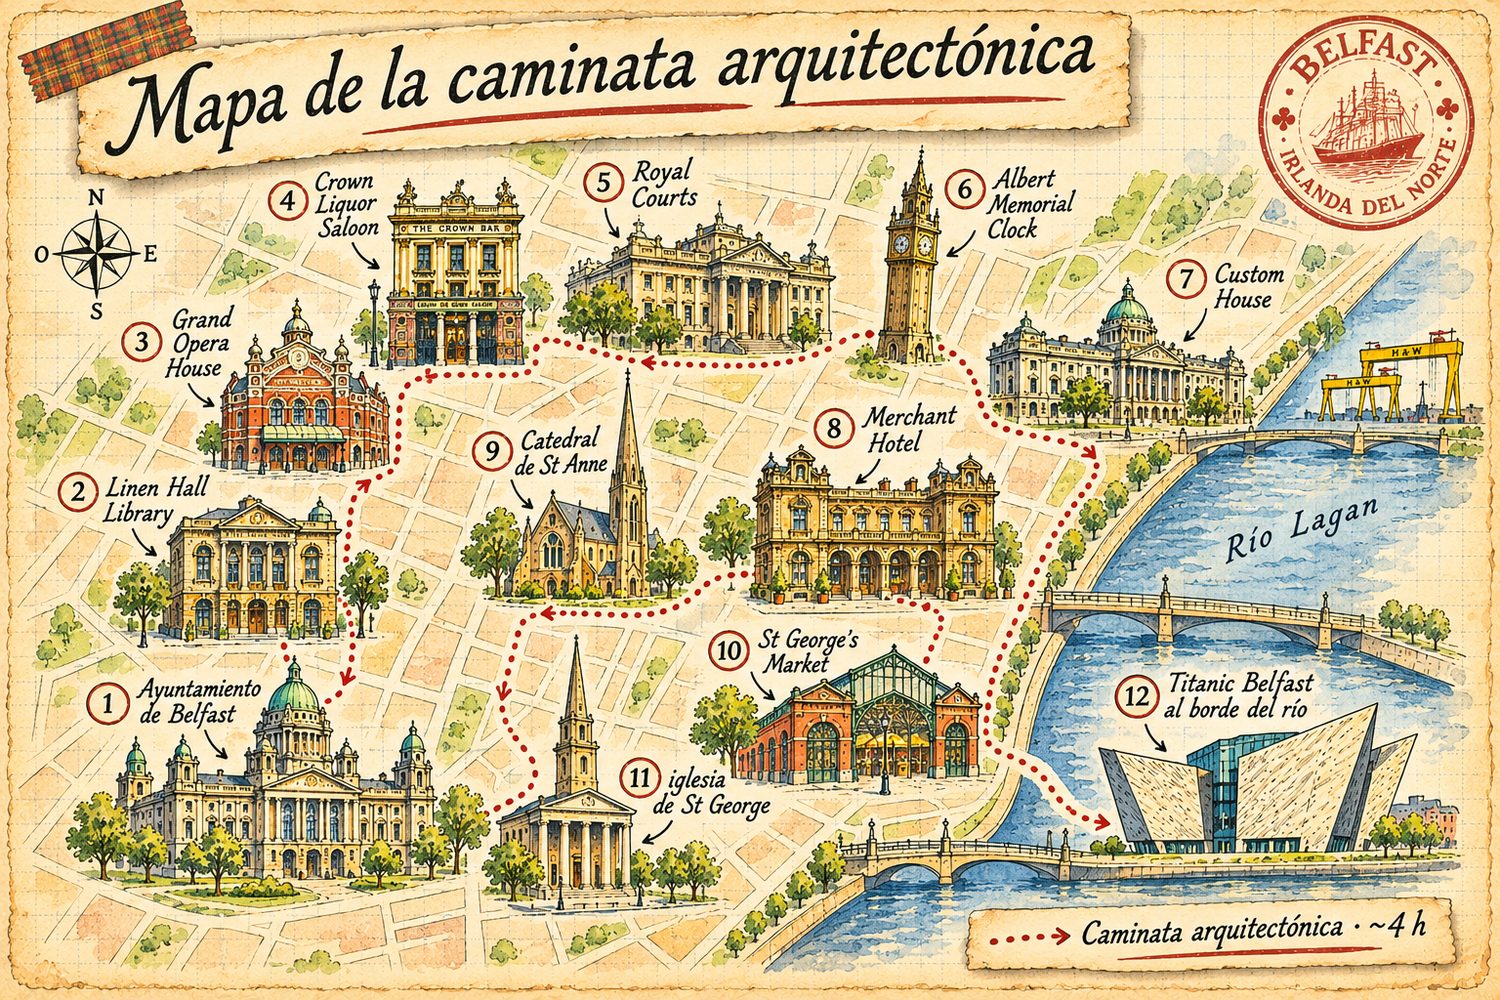 Mapa de la caminata arquitectónica
BELFAST
IRLANDA DEL NORTE
N
O
E
S
4
Crown
Liquor
Saloon
THE CROWN BAR
5
Royal
Courts
6
Albert
Memorial
Clock
7
Custom
House
3
Grand
Opera
House
H&W
H&W
8
Merchant
Hotel
9
Catedral
de St Anne
2
Linen Hall
Library
Río Lagan
10
St George's
Market
1
Ayuntamiento
de Belfast
12
Titanic Belfast
al borde del río
11
iglesia
de St George
Caminata arquitectónica · ~4 h